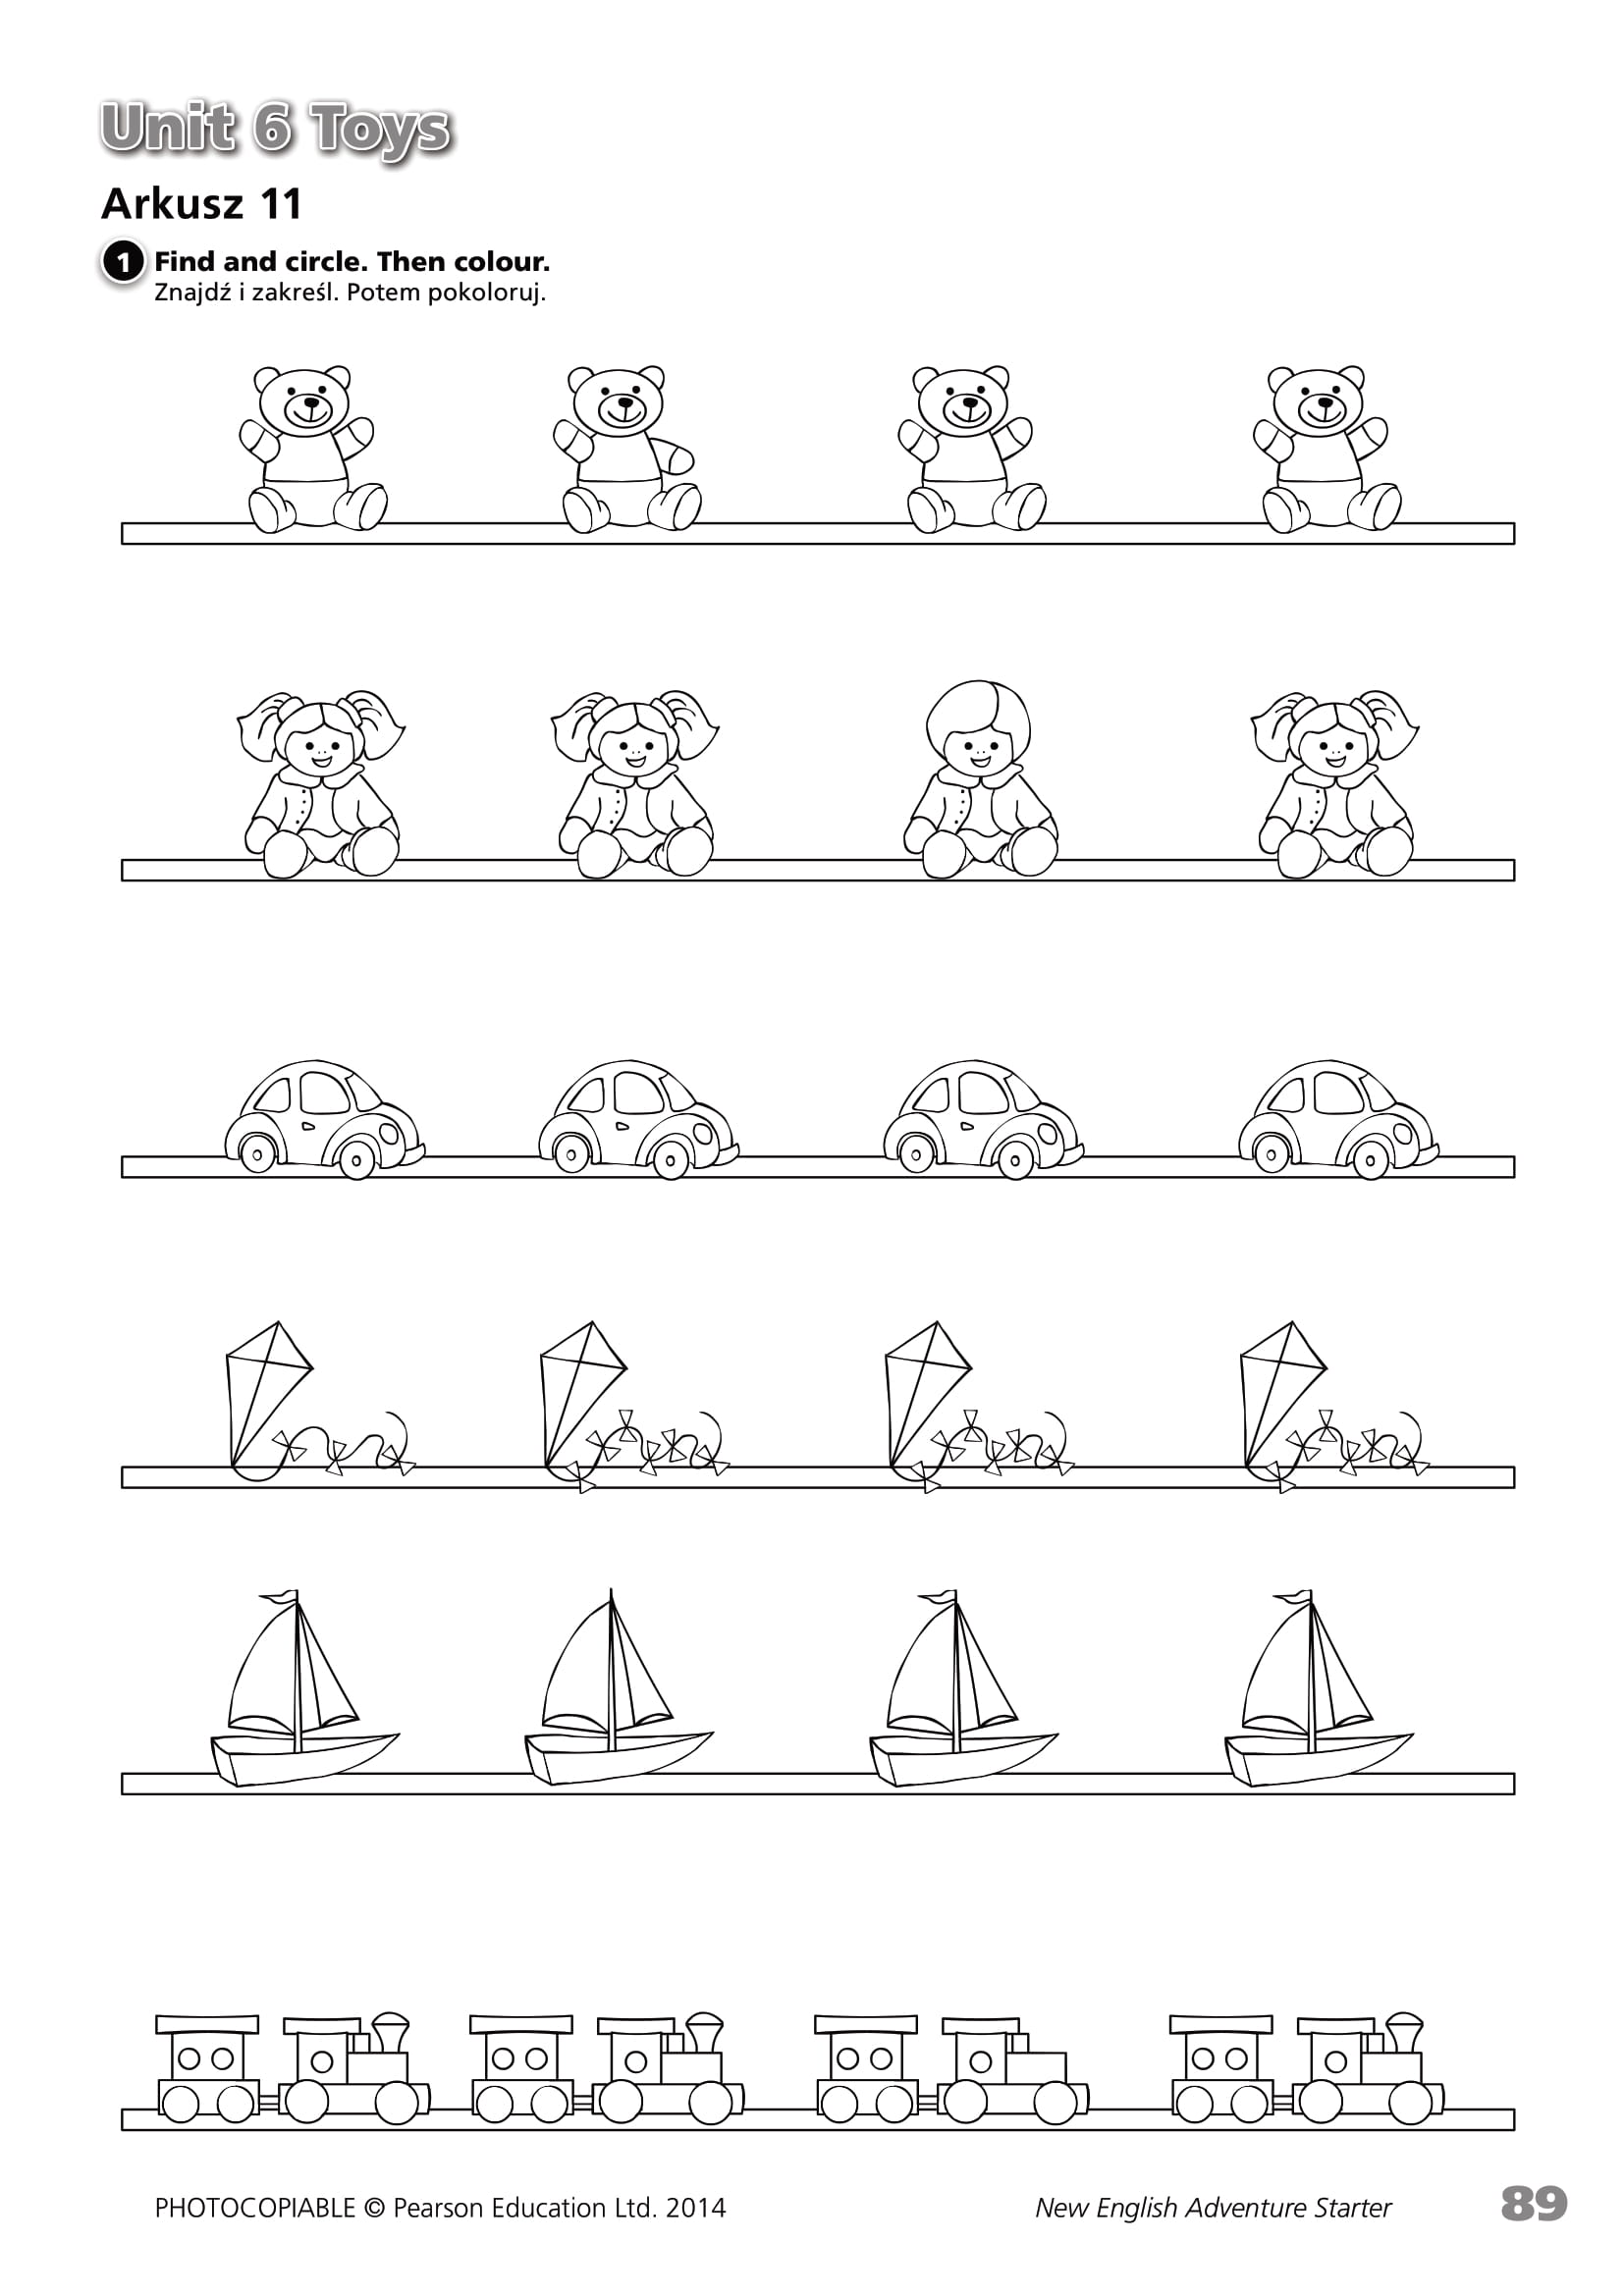 Unit 6 Toys
Arkusz 11
1 Find and circle. Then colour.
Znajdź i zakreśl. Potem pokoloruj.
PHOTOCOPIABLE © Pearson Education Ltd. 2014 New English Adventure Starter 89